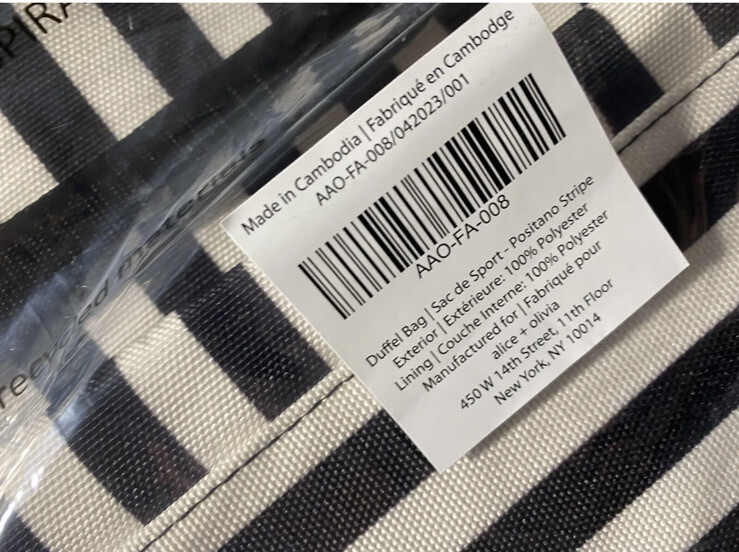 recycled materials
Made in Cambodia | Fabriqué en Cambodge
AAO-FA-008/042023/001
AAO-FA-008
Duffel Bag | Sac de Sport - Positano Stripe
Exterior | Extérieure: 100% Polyester
Lining | Couche Interne: 100% Polyester
Manufactured for | Fabriqué pour
alice + olivia
450 W 14th Street, 11th Floor
New York, NY 10014